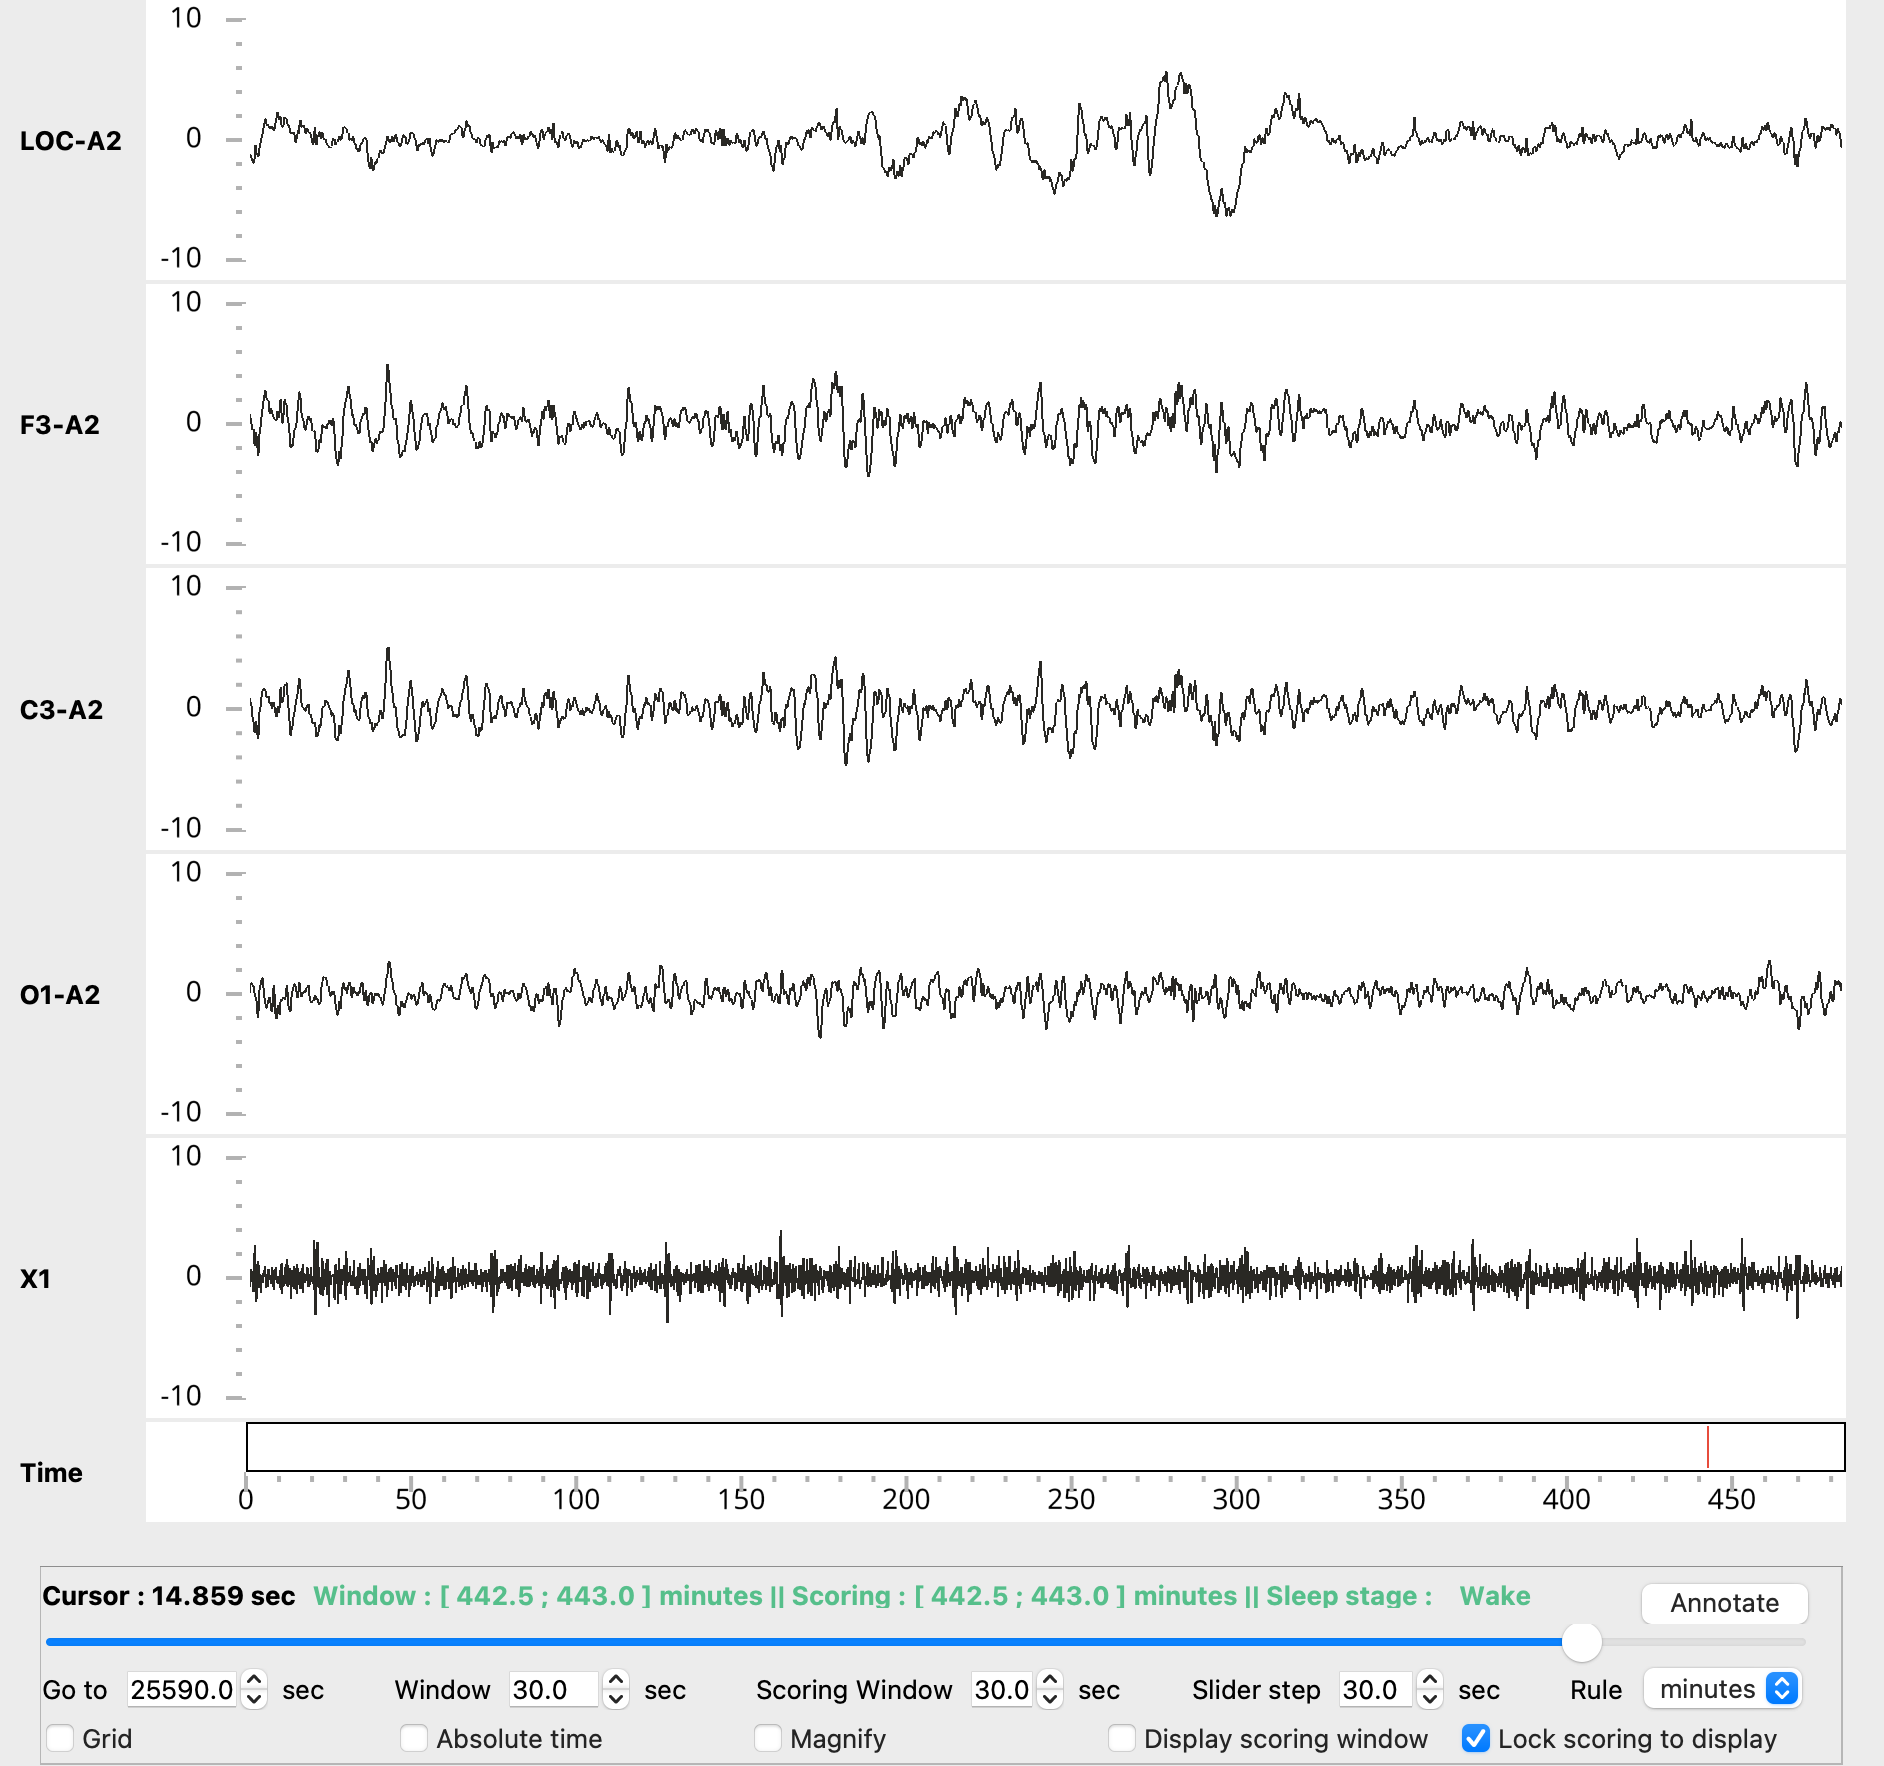 10
LOC-A2
0
-10
10
F3-A2
0
-10
10
C3-A2
0
-10
10
O1-A2
0
-10
10
X1
0
-10
Time
0 50 100 150 200 250 300 350 400 450
Cursor : 14.859 sec Window : [ 442.5 ; 443.0 ] minutes || Scoring : [ 442.5 ; 443.0 ] minutes || Sleep stage : Wake Annotate
Go to 25590.0 sec Window 30.0 sec Scoring Window 30.0 sec Slider step 30.0 sec Rule minutes
Grid Absolute time Magnify Display scoring window Lock scoring to display